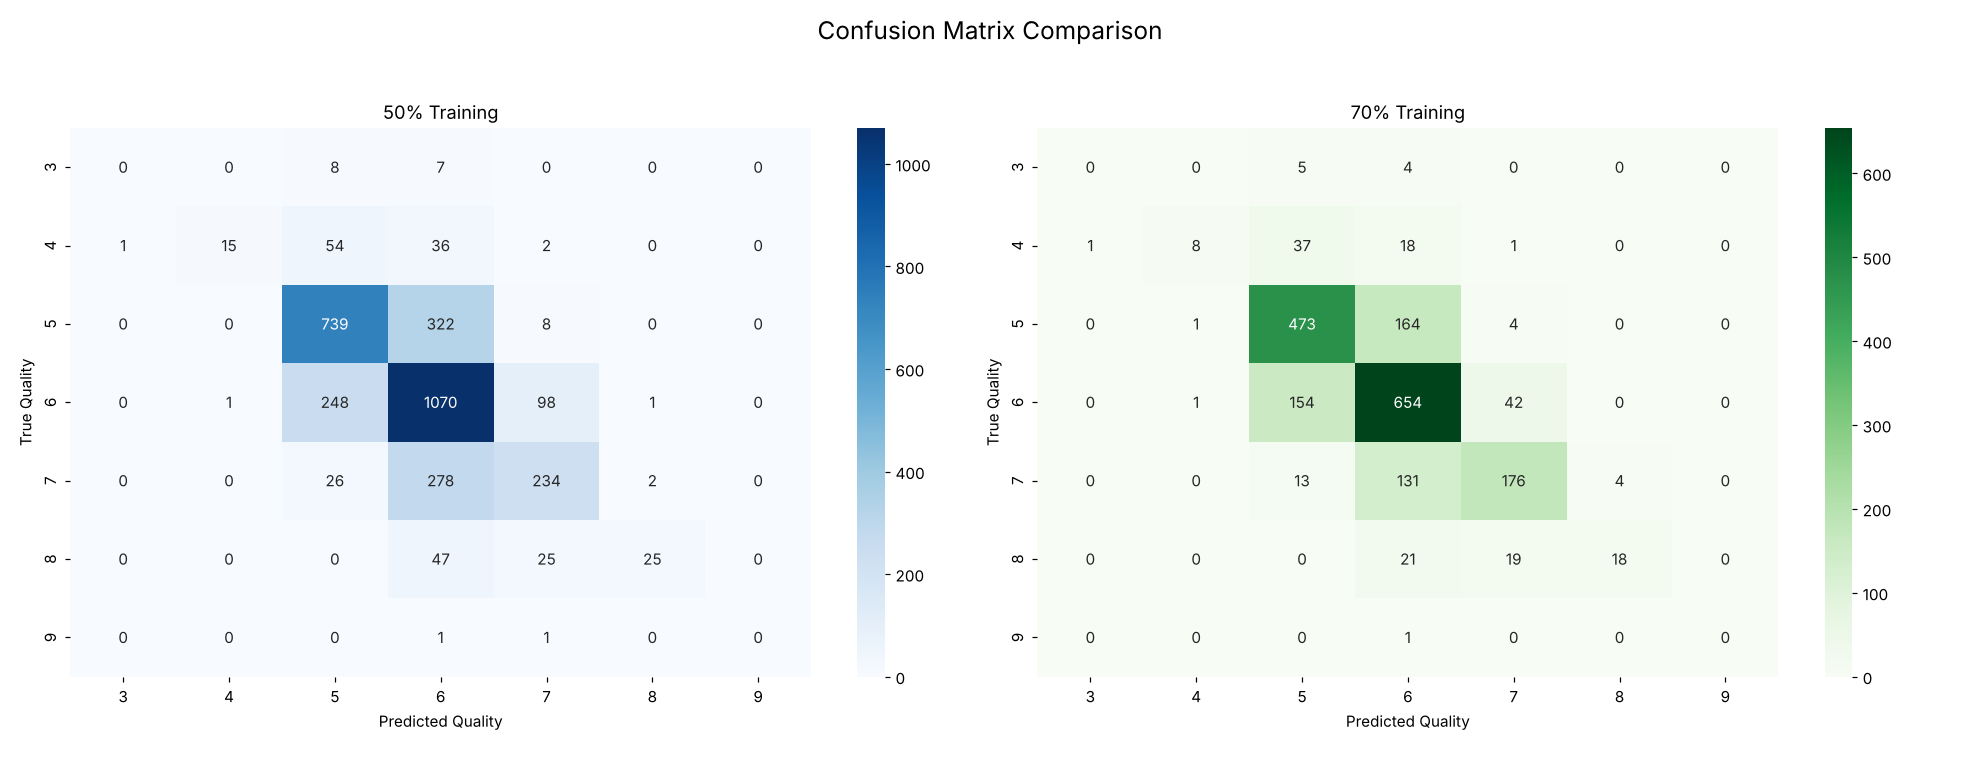 Confusion Matrix Comparison
50% Training
3 0 0 8 7 0 0 0
4 1 15 54 36 2 0 0
5 0 0 739 322 8 0 0
6 0 1 248 1070 98 1 0
7 0 0 26 278 234 2 0
8 0 0 0 47 25 25 0
9 0 0 0 1 1 0 0
3 4 5 6 7 8 9
Predicted Quality
True Quality
1000
800
600
400
200
0
70% Training
3 0 0 5 4 0 0 0
4 1 8 37 18 1 0 0
5 0 1 473 164 4 0 0
6 0 1 154 654 42 0 0
7 0 0 13 131 176 4 0
8 0 0 0 21 19 18 0
9 0 0 0 1 0 0 0
3 4 5 6 7 8 9
Predicted Quality
True Quality
600
500
400
300
200
100
0